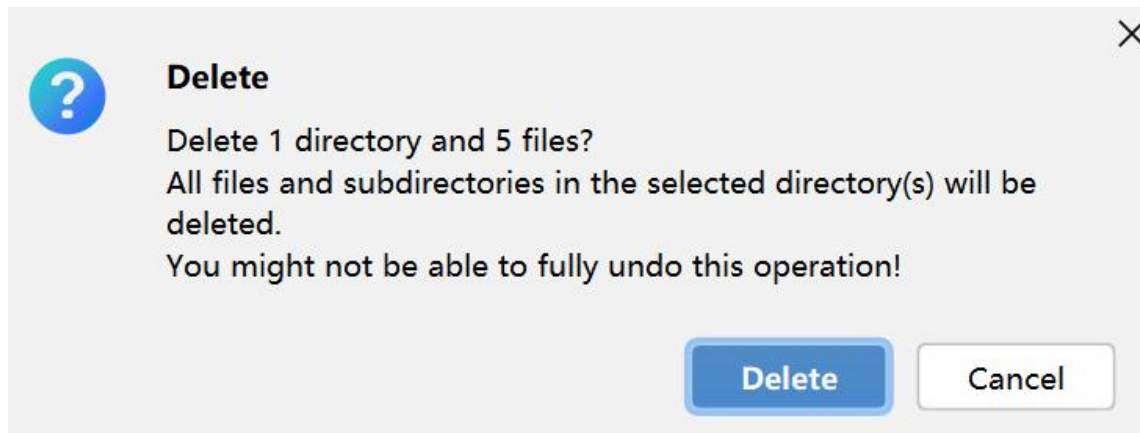 Delete
Delete 1 directory and 5 files?
All files and subdirectories in the selected directory(s) will be
deleted.
You might not be able to fully undo this operation!
Delete
Cancel